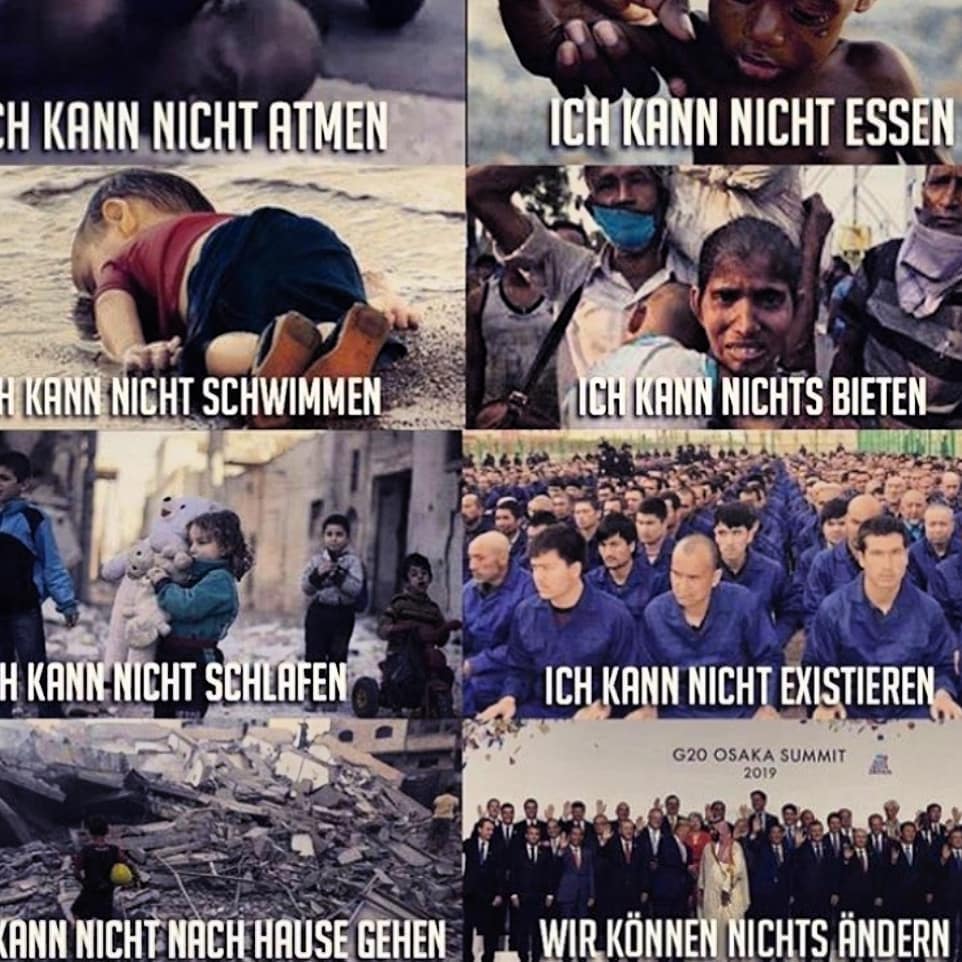 CH KANN NICHT ATMEN
ICH KANN NICHT ESSEN
H KANN NICHT SCHWIMMEN
ICH KANN NICHTS BIETEN
H KANN NICHT SCHLAFEN
ICH KANN NICHT EXISTIEREN
KANN NICHT NACH HAUSE GEHEN
G20 OSAKA SUMMIT
2019
WIR KÖNNEN NICHTS ÄNDERN